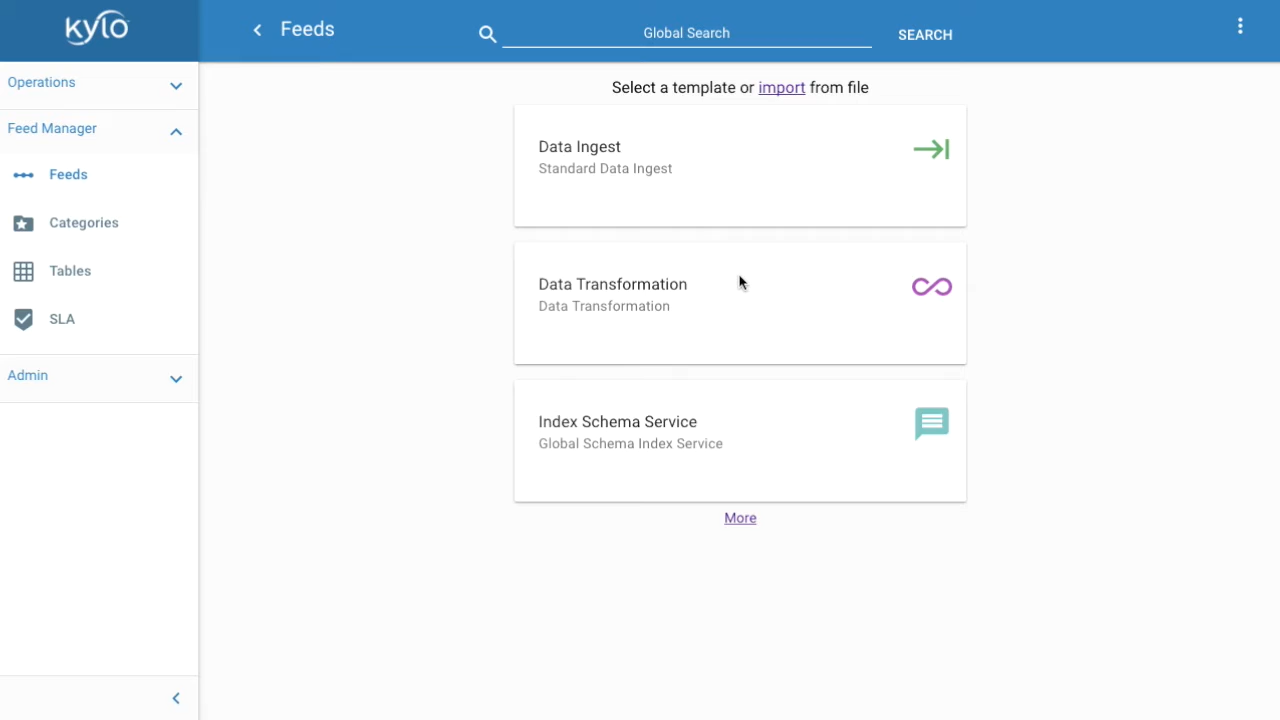 kylo
Feeds
Global Search
SEARCH
Operations
Feed Manager
Feeds
Categories
Tables
SLA
Admin
Select a template or import from file
Data Ingest
Standard Data Ingest
Data Transformation
Data Transformation
Index Schema Service
Global Schema Index Service
More